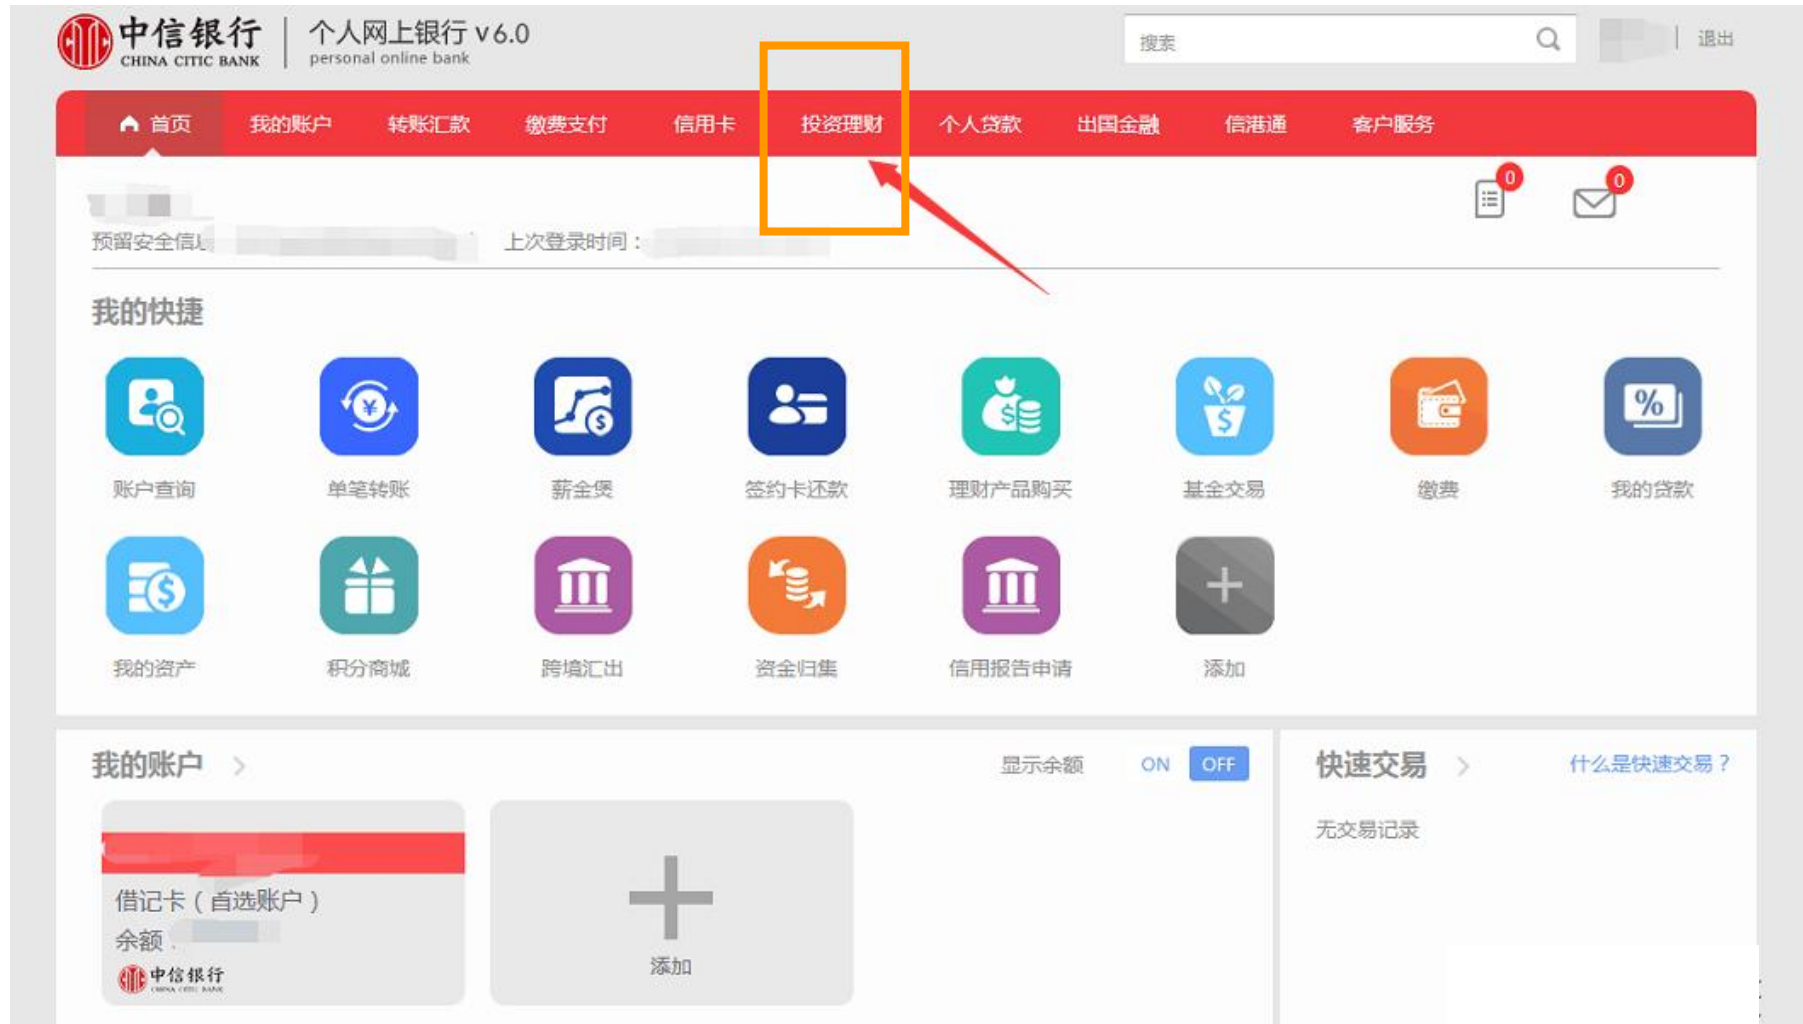 中信银行
CHINA CITIC BANK
个人网上银行 v 6.0
personal online bank
搜索
退出
首页 我的账户 转账汇款 缴费支付 信用卡 投资理财 个人贷款 出国金融 信港通 客户服务
0 0
预留安全信息 上次登录时间：
我的快捷
账户查询 单笔转账 薪金煲 签约卡还款 理财产品购买 基金交易 缴费 我的贷款
我的资产 积分商城 跨境汇出 资金归集 信用报告申请 添加
我的账户 显示余额 ON OFF
快速交易 什么是快速交易？
无交易记录
借记卡（首选账户）
余额：
中信银行
CHINA CITIC BANK
添加